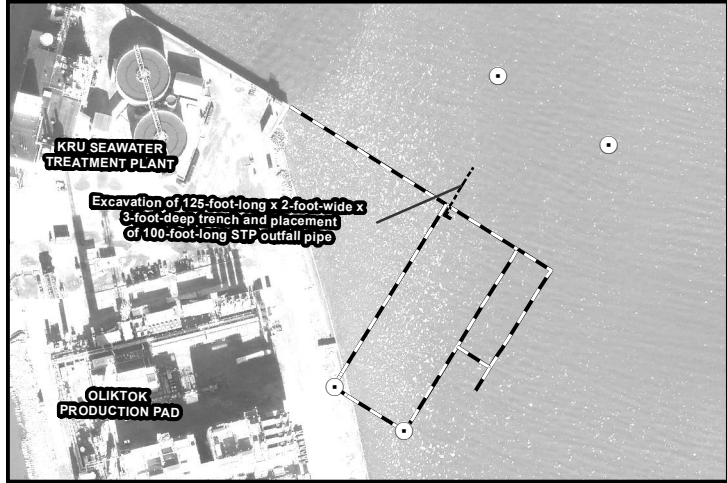 KRU SEAWATER
TREATMENT PLANT
Excavation of 125-foot-long x 2-foot-wide x
3-foot-deep trench and placement
of 100-foot-long STP outfall pipe
OLIKTOK
PRODUCTION PAD